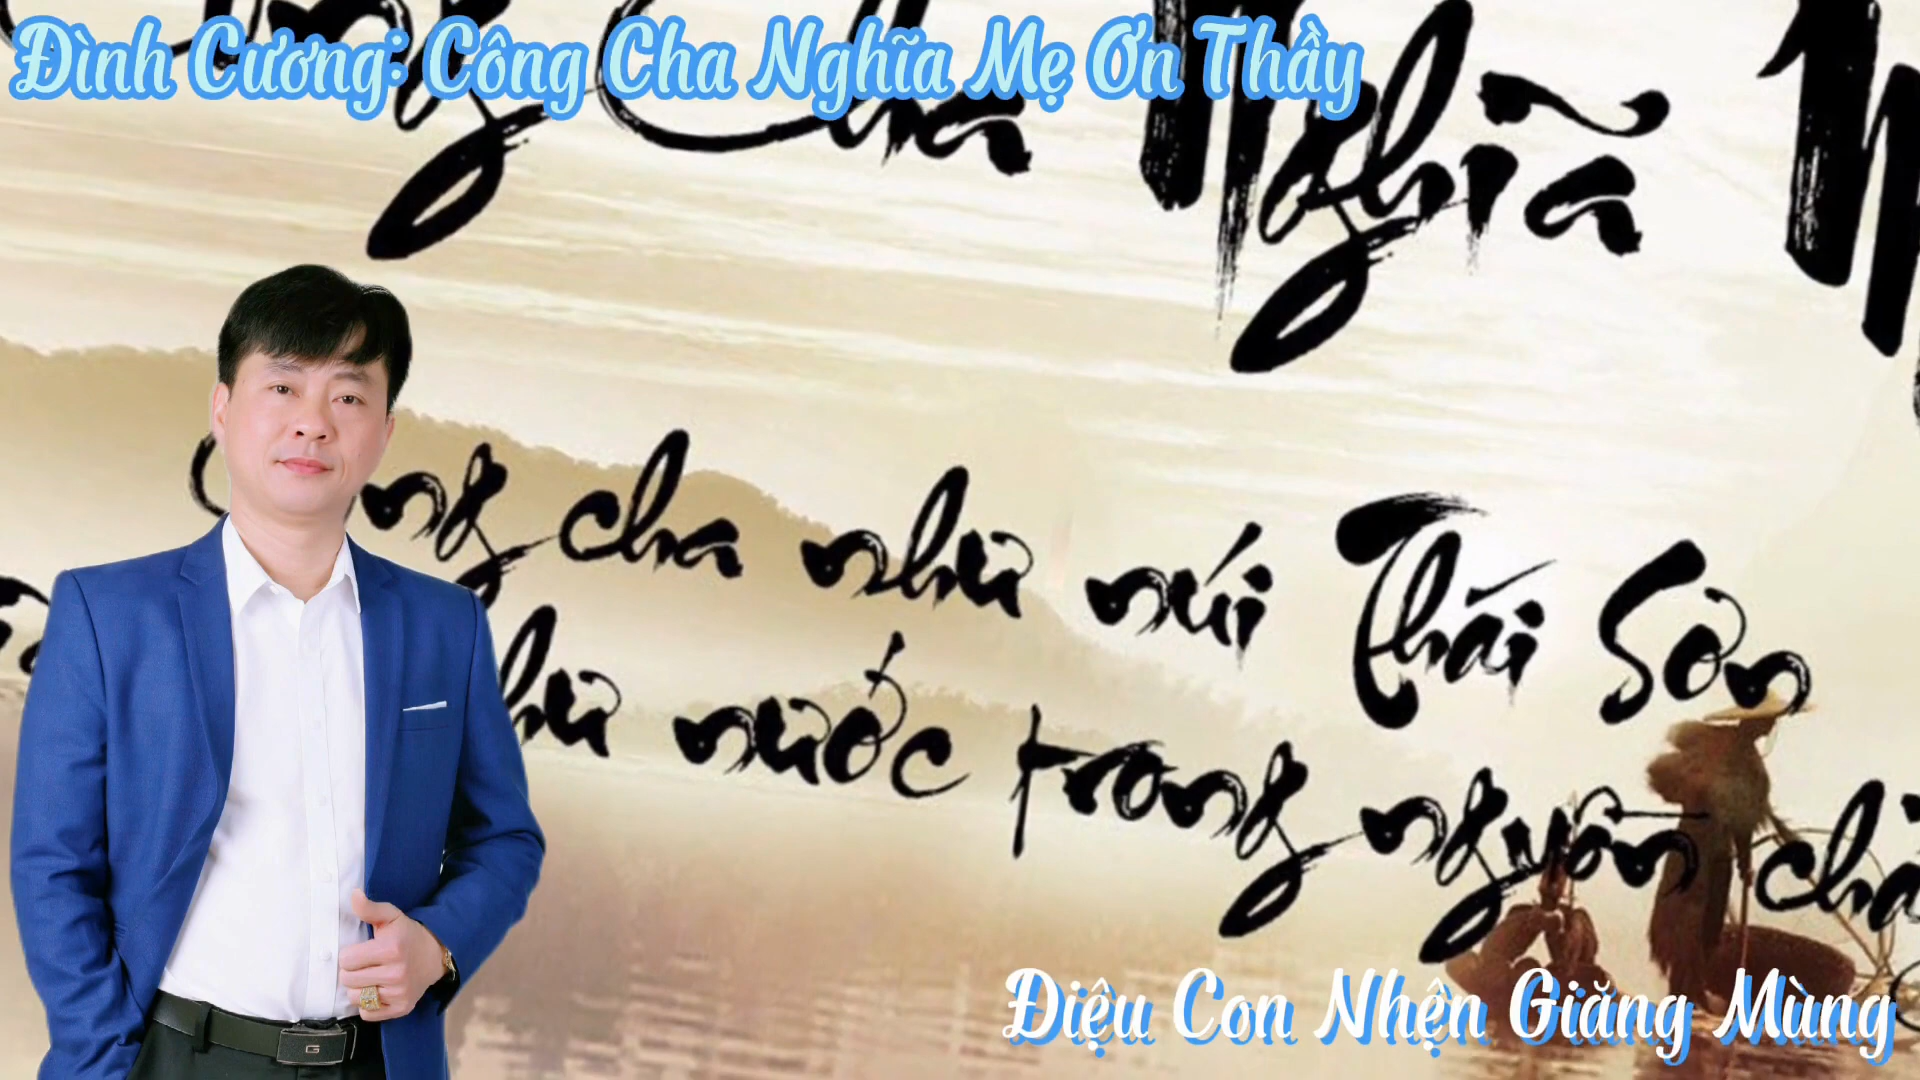 Đình Cương: Công Cha Nghĩa Mẹ Ơn Thầy
Cha Nghĩa
cha như núi Thái Sơn
như nước trong nguồn
Điệu Con Nhện Giăng Mùng